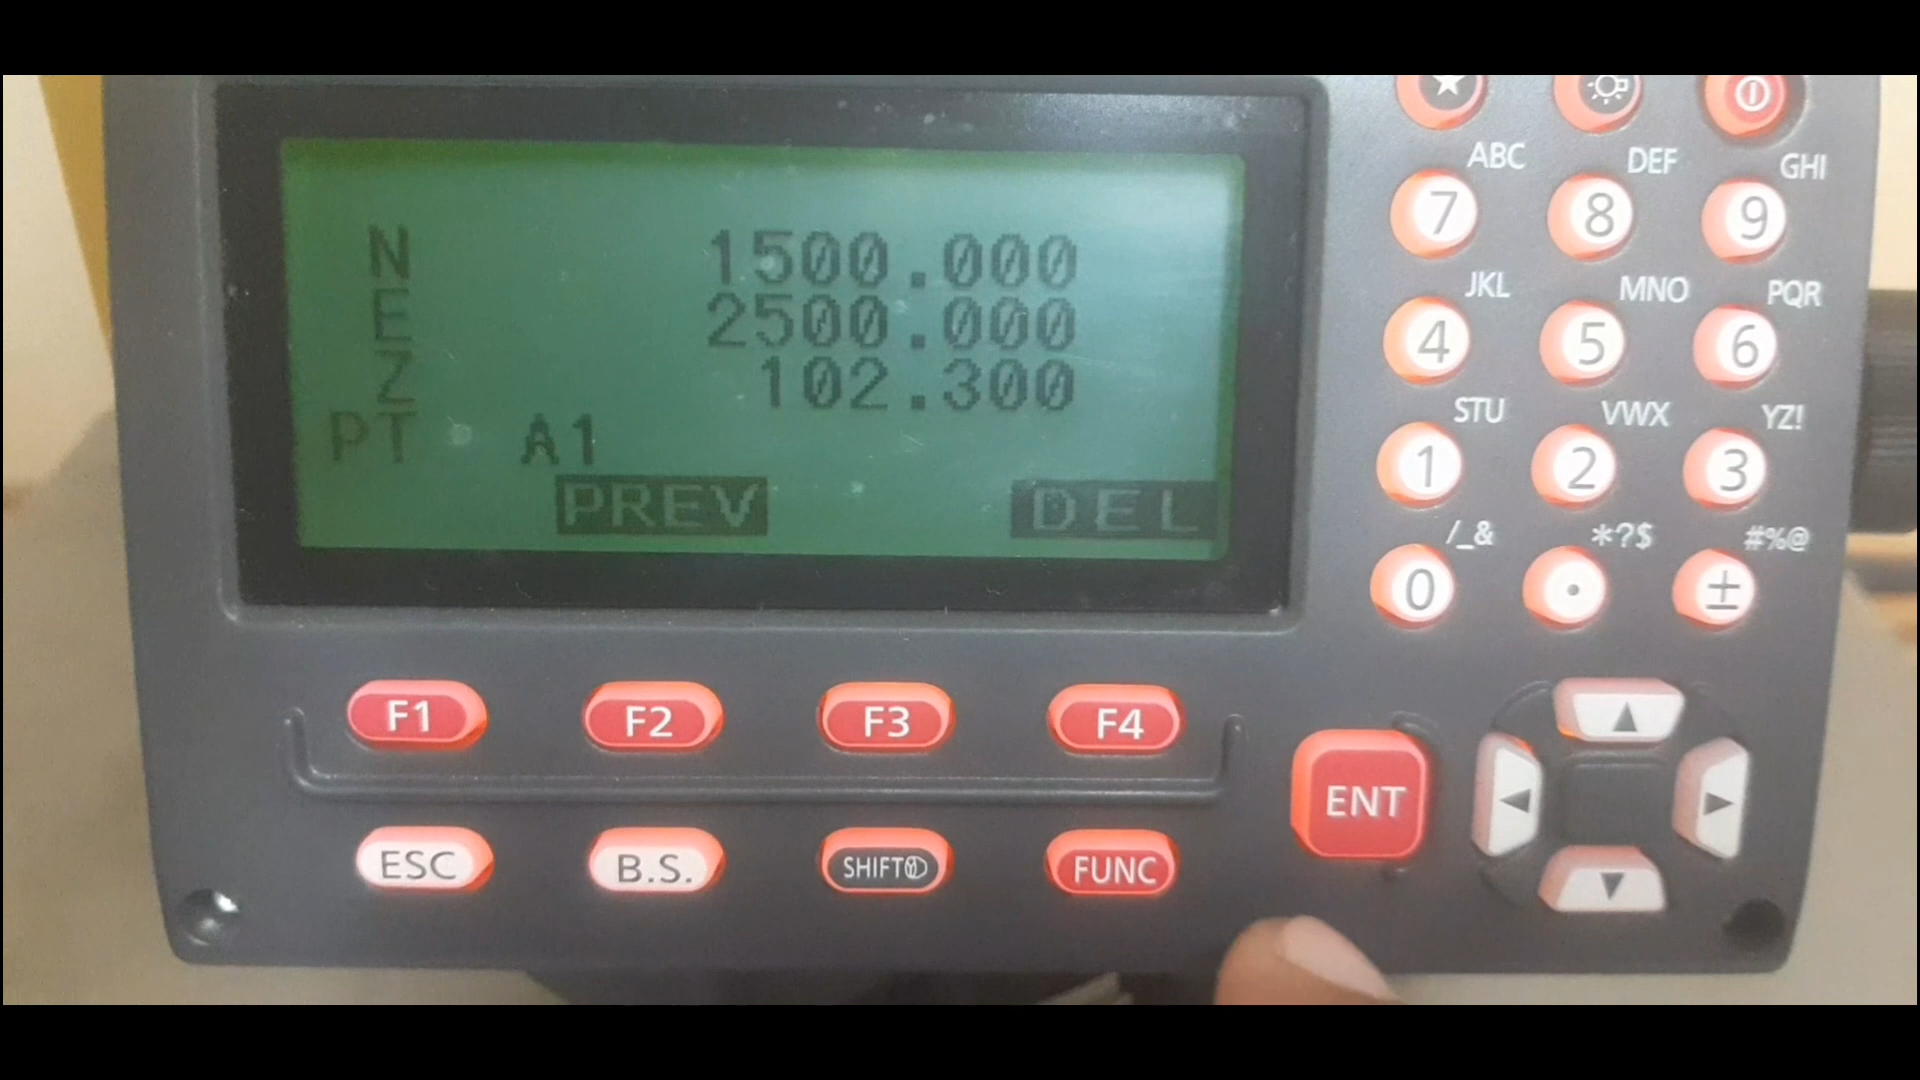 N 1500.000
E 2500.000
Z 102.300
PT A1
PREV DEL
ABC DEF GHI
7 8 9
JKL MNO PQR
4 5 6
STU VWX YZ!
1 2 3
/_& *?$ #%@
0 . ±
F1 F2 F3 F4
ENT
ESC B.S. SHIFT FUNC